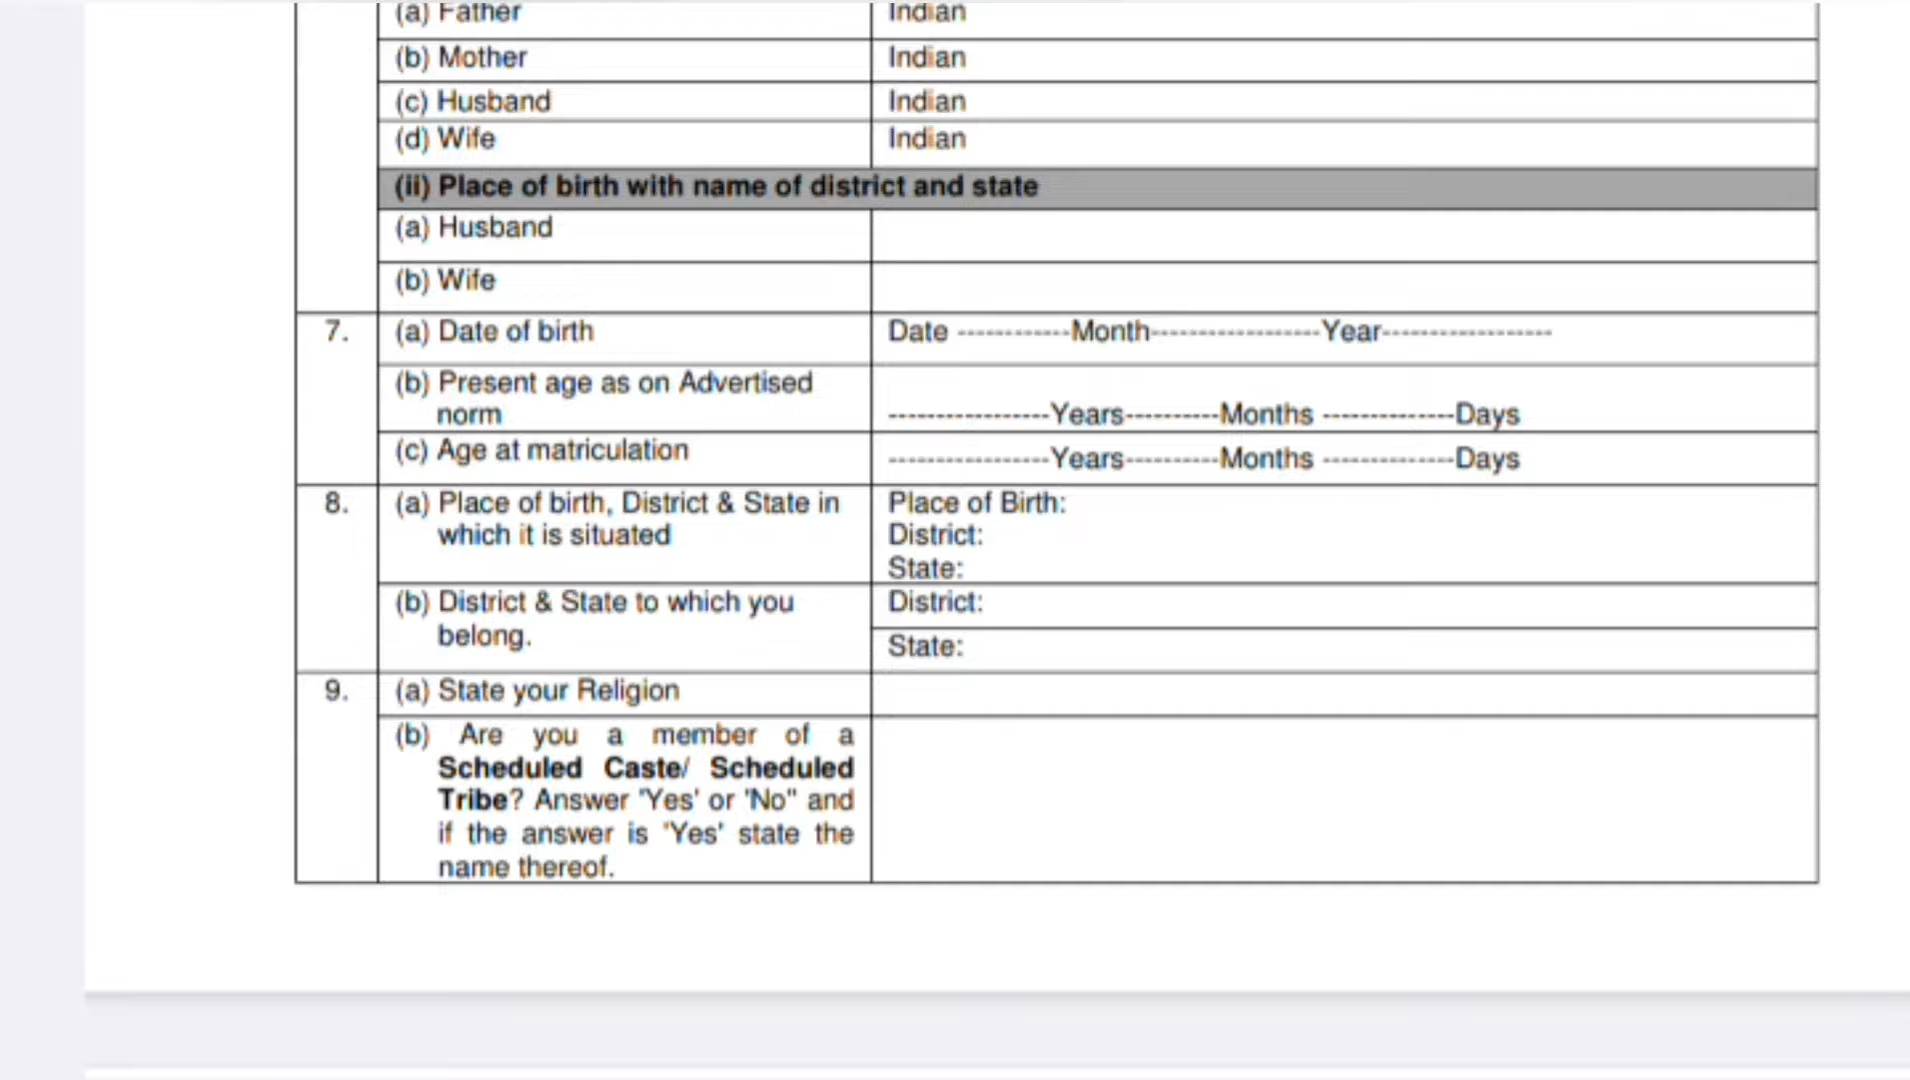 (a) Father Indian
(b) Mother Indian
(c) Husband Indian
(d) Wife Indian
(ii) Place of birth with name of district and state
(a) Husband
(b) Wife
7. (a) Date of birth Date ------------Month------------------Year------------------
(b) Present age as on Advertised
norm -----------------Years----------Months --------------Days
(c) Age at matriculation -----------------Years----------Months --------------Days
8. (a) Place of birth, District & State in Place of Birth:
which it is situated District:
State:
(b) District & State to which you District:
belong. State:
9. (a) State your Religion
(b) Are you a member of a
Scheduled Caste/ Scheduled
Tribe? Answer 'Yes' or 'No" and
if the answer is 'Yes' state the
name thereof.